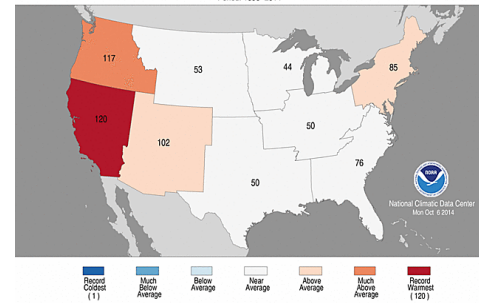 117
53
44
85
120
102
50
76
50
NOAA
National Climatic Data Center
Mon Oct 6 2014
Record
Coldest
( 1 )
Much
Below
Average
Below
Average
Near
Average
Above
Average
Much
Above
Average
Record
Warmest
( 120 )